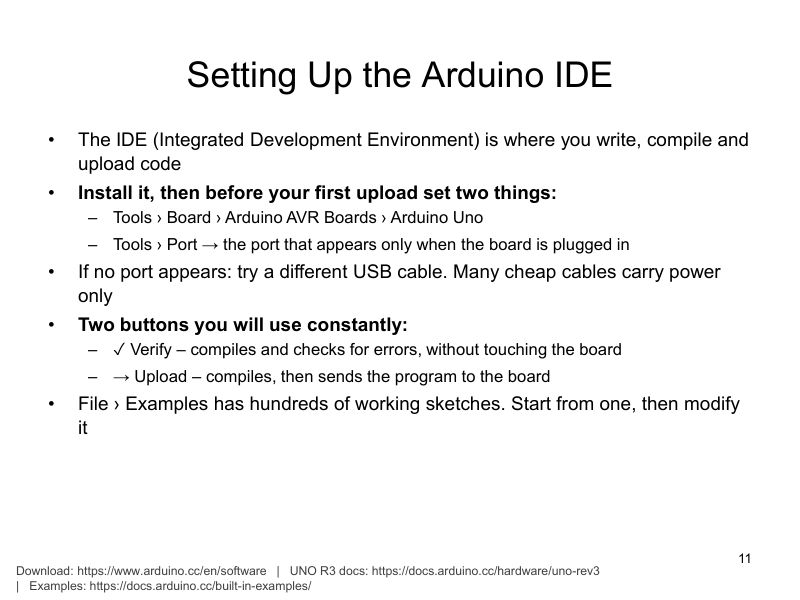 Setting Up the Arduino IDE
• The IDE (Integrated Development Environment) is where you write, compile and
upload code
• Install it, then before your first upload set two things:
– Tools › Board › Arduino AVR Boards › Arduino Uno
– Tools › Port → the port that appears only when the board is plugged in
• If no port appears: try a different USB cable. Many cheap cables carry power
only
• Two buttons you will use constantly:
– ✓ Verify – compiles and checks for errors, without touching the board
– → Upload – compiles, then sends the program to the board
• File › Examples has hundreds of working sketches. Start from one, then modify
it
11
Download: https://www.arduino.cc/en/software | UNO R3 docs: https://docs.arduino.cc/hardware/uno-rev3
| Examples: https://docs.arduino.cc/built-in-examples/